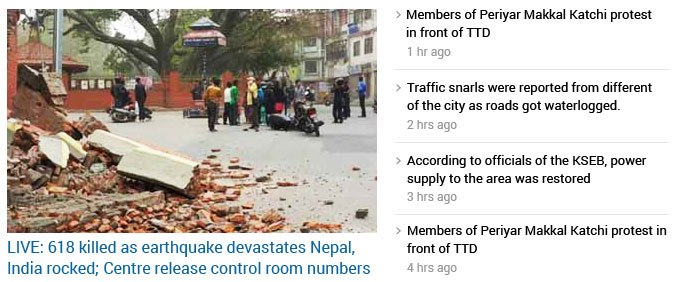 LIVE: 618 killed as earthquake devastates Nepal,
India rocked; Centre release control room numbers
Members of Periyar Makkal Katchi protest
in front of TTD
1 hr ago
Traffic snarls were reported from different
of the city as roads got waterlogged.
2 hrs ago
According to officials of the KSEB, power
supply to the area was restored
3 hrs ago
Members of Periyar Makkal Katchi protest in
front of TTD
4 hrs ago